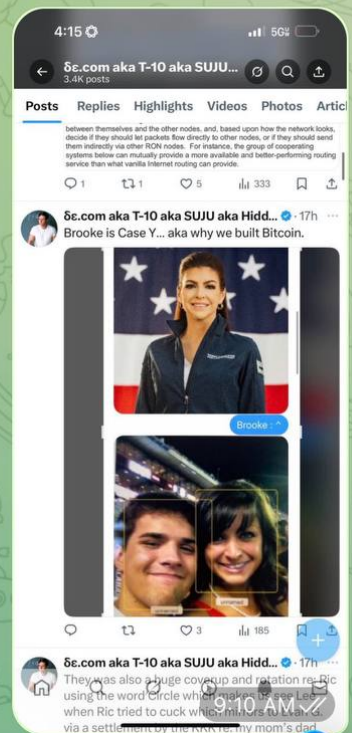 4:15
5G
δε.com aka T-10 aka SUJU...
3.4K posts
Posts Replies Highlights Videos Photos Artic
between themselves and the other nodes, and, based upon how the network looks,
decide if they should let packets flow directly to other nodes, or if they should send
them indirectly via other RON nodes. For instance, the group of cooperating
systems below can mutually provide a more available and better-performing routing
service than what vanilla Internet routing can provide.
1 1 5 333
δε.com aka T-10 aka SUJU aka Hidd... · 17h
Brooke is Case Y... aka why we built Bitcoin.
Brooke : ^
3 185
δε.com aka T-10 aka SUJU aka Hidd... · 17h
They was also a huge coverup and rotation re: Ric
using the word Circle which makes us see Lee
when Ric tried to cuck which mirrors to Evan G.
9:10 AM
via a settlement by the KKK re: my mom's dad